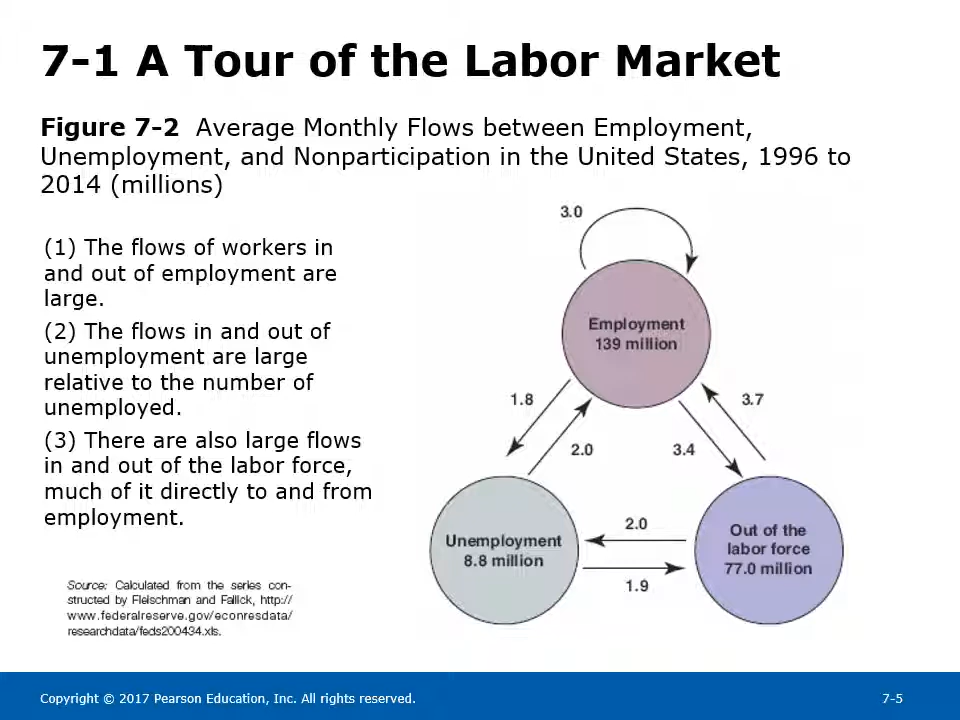 7-1 A Tour of the Labor Market
Figure 7-2 Average Monthly Flows between Employment,
Unemployment, and Nonparticipation in the United States, 1996 to
2014 (millions)
(1) The flows of workers in
and out of employment are
large.
(2) The flows in and out of
unemployment are large
relative to the number of
unemployed.
(3) There are also large flows
in and out of the labor force,
much of it directly to and from
employment.
Source: Calculated from the series con-
structed by Fleischman and Fallick, http://
www.federalreserve.gov/econresdata/
researchdata/feds200434.xls.
3.0
Employment
139 million
1.8
2.0
3.4
3.7
Unemployment
8.8 million
2.0
1.9
Out of the
labor force
77.0 million
Copyright © 2017 Pearson Education, Inc. All rights reserved.
7-5